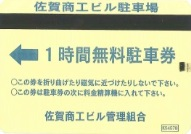 佐賀商工ビル駐車場
1時間無料駐車券
○この券を折り曲げたり磁気に近づけたりしないで下さい。
○この券は駐車券の次に料金精算機に入れて下さい。
佐賀商工ビル管理組合